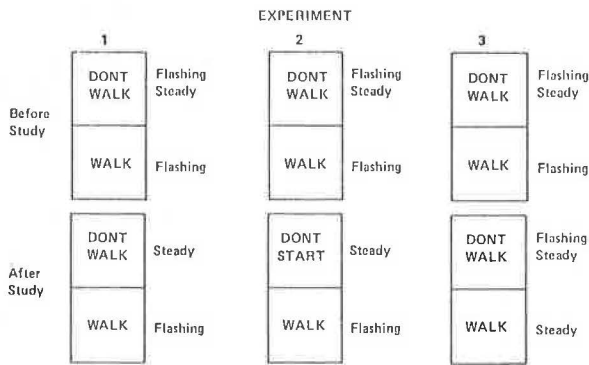 EXPERIMENT
1 2 3
DONT Flashing DONT Flashing DONT Flashing
WALK Steady WALK Steady WALK Steady
Before
Study
WALK Flashing WALK Flashing WALK Flashing
DONT Steady DONT Steady DONT Flashing
WALK START WALK Steady
After
Study
WALK Flashing WALK Flashing WALK Steady